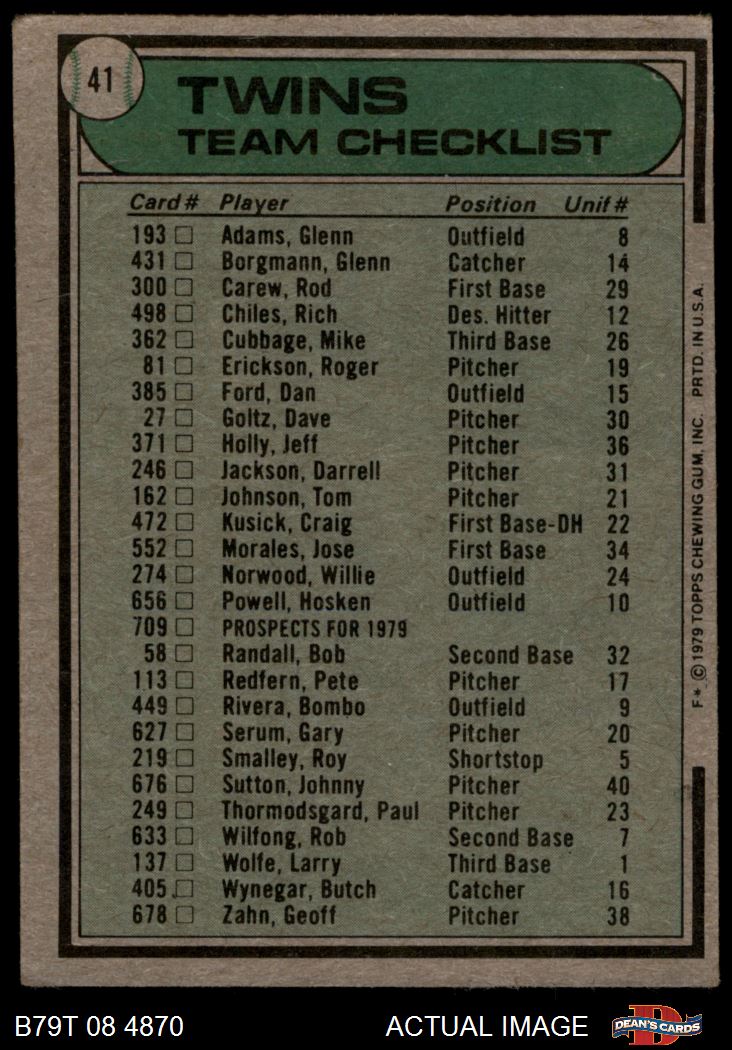 41
TWINS
TEAM CHECKLIST
Card # Player Position Unif #
193 □ Adams, Glenn Outfield 8
431 □ Borgmann, Glenn Catcher 14
300 □ Carew, Rod First Base 29
498 □ Chiles, Rich Des. Hitter 12
362 □ Cubbage, Mike Third Base 26
81 □ Erickson, Roger Pitcher 19
385 □ Ford, Dan Outfield 15
27 □ Goltz, Dave Pitcher 30
371 □ Holly, Jeff Pitcher 36
246 □ Jackson, Darrell Pitcher 31
162 □ Johnson, Tom Pitcher 21
472 □ Kusick, Craig First Base-DH 22
552 □ Morales, Jose First Base 34
274 □ Norwood, Willie Outfield 24
656 □ Powell, Hosken Outfield 10
709 □ PROSPECTS FOR 1979
58 □ Randall, Bob Second Base 32
113 □ Redfern, Pete Pitcher 17
449 □ Rivera, Bombo Outfield 9
627 □ Serum, Gary Pitcher 20
219 □ Smalley, Roy Shortstop 5
676 □ Sutton, Johnny Pitcher 40
249 □ Thormodsgard, Paul Pitcher 23
633 □ Wilfong, Rob Second Base 7
137 □ Wolfe, Larry Third Base 1
405 □ Wynegar, Butch Catcher 16
678 □ Zahn, Geoff Pitcher 38
F* © 1979 TOPPS CHEWING GUM, INC. PRTD. IN U.S.A.
B79T 08 4870 ACTUAL IMAGE
D
DEAN'S CARDS